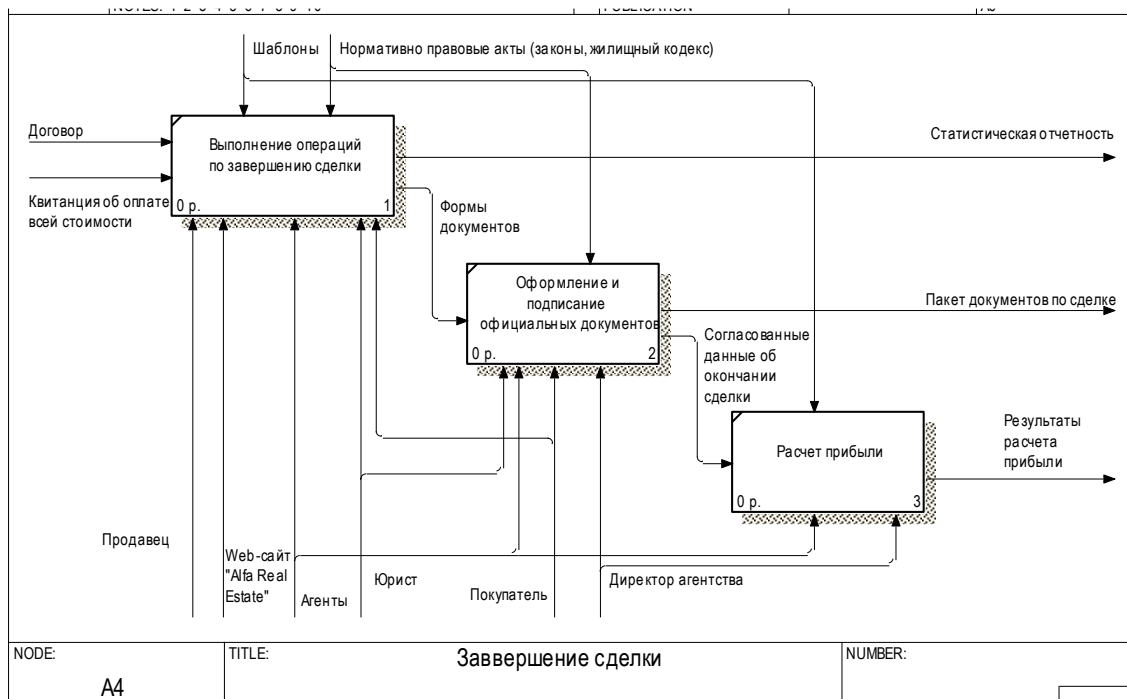 Шаблоны
Нормативно правовые акты (законы, жилищный кодекс)
Договор
Выполнение операций
по завершению сделки
Статистическая отчетность
Квитанция об оплате
всей стоимости
0 р.
1
Формы
документов
Оформление и
подписание
официальных документов
0 р.
2
Пакет документов по сделке
Согласованные
данные об
окончании
сделки
Расчет прибыли
0 р.
3
Результаты
расчета
прибыли
Продавец
Web-сайт
"Alfa Real
Estate"
Агенты
Юрист
Покупатель
Директор агентства
NODE:
A4
TITLE:
Заввершение сделки
NUMBER: